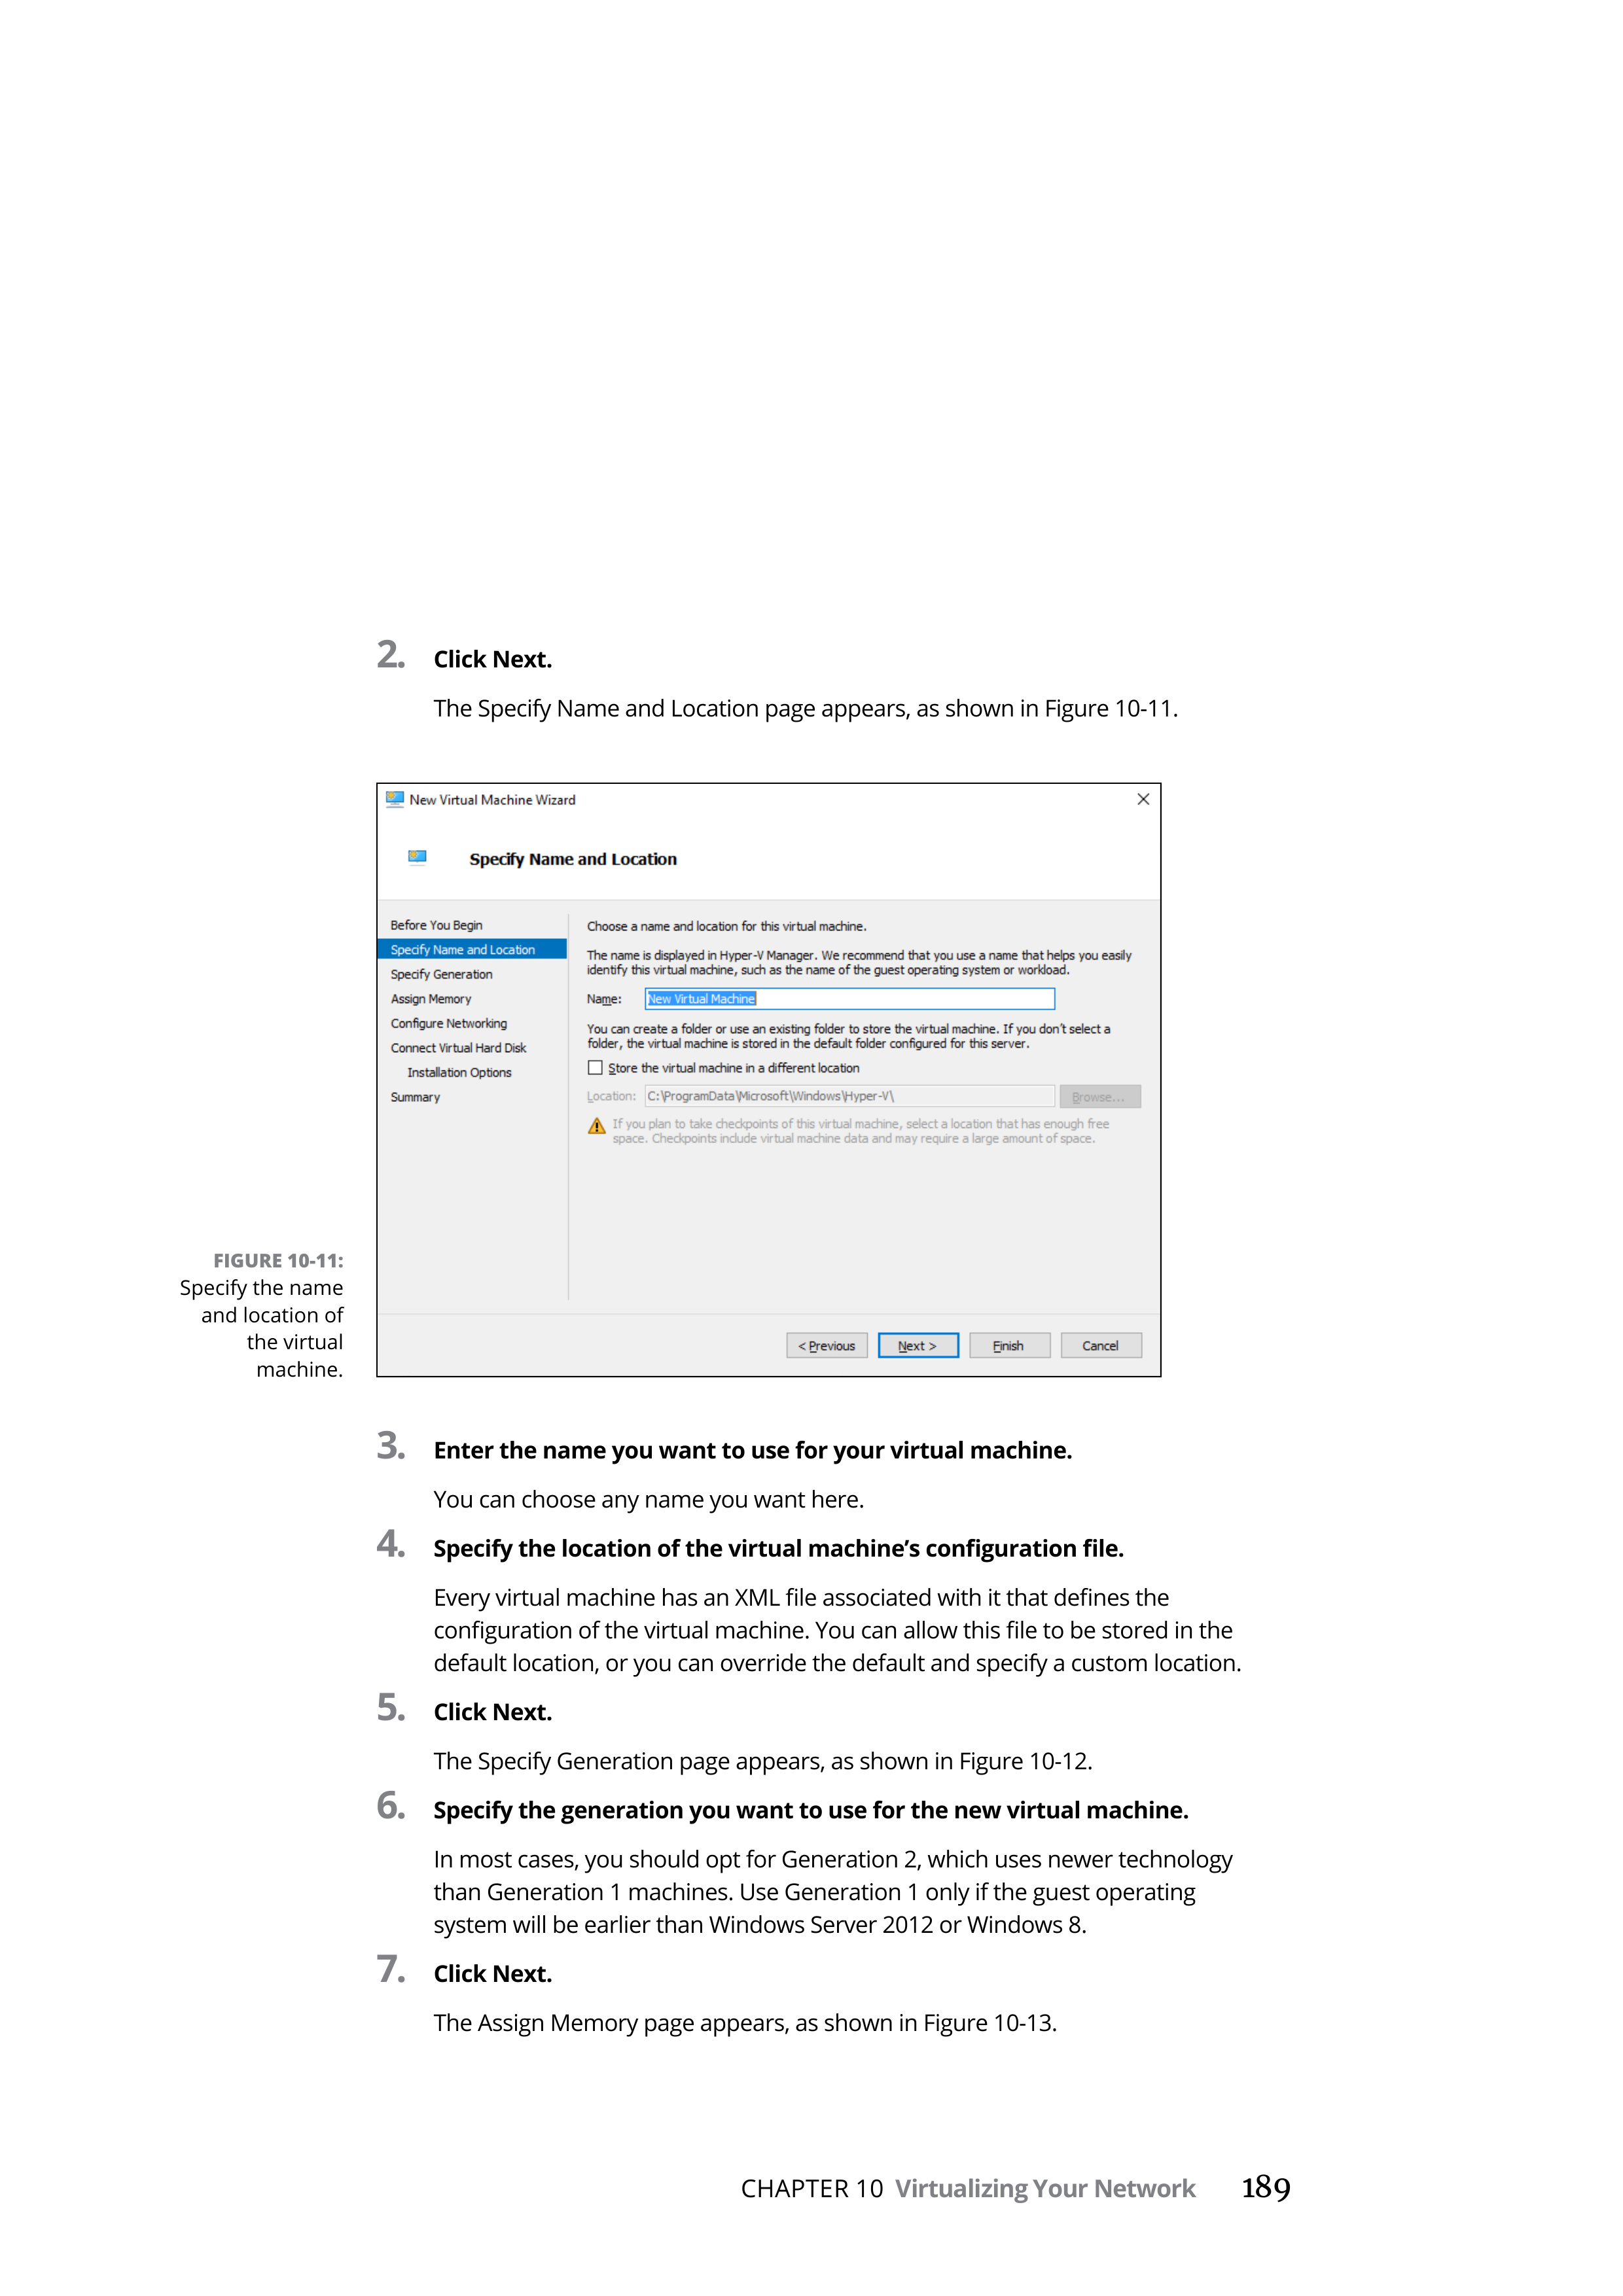 2. Click Next.
The Specify Name and Location page appears, as shown in Figure 10-11.
New Virtual Machine Wizard
Specify Name and Location
Before You Begin
Specify Name and Location
Specify Generation
Assign Memory
Configure Networking
Connect Virtual Hard Disk
Installation Options
Summary
Choose a name and location for this virtual machine.
The name is displayed in Hyper-V Manager. We recommend that you use a name that helps you easily
identify this virtual machine, such as the name of the guest operating system or workload.
Name: New Virtual Machine
You can create a folder or use an existing folder to store the virtual machine. If you don't select a
folder, the virtual machine is stored in the default folder configured for this server.
Store the virtual machine in a different location
Location: C:\ProgramData\Microsoft\Windows\Hyper-V\ Browse...
If you plan to take checkpoints of this virtual machine, select a location that has enough free
space. Checkpoints include virtual machine data and may require a large amount of space.
< Previous Next > Finish Cancel
FIGURE 10-11:
Specify the name
and location of
the virtual
machine.
3. Enter the name you want to use for your virtual machine.
You can choose any name you want here.
4. Specify the location of the virtual machine’s configuration file.
Every virtual machine has an XML file associated with it that defines the
configuration of the virtual machine. You can allow this file to be stored in the
default location, or you can override the default and specify a custom location.
5. Click Next.
The Specify Generation page appears, as shown in Figure 10-12.
6. Specify the generation you want to use for the new virtual machine.
In most cases, you should opt for Generation 2, which uses newer technology
than Generation 1 machines. Use Generation 1 only if the guest operating
system will be earlier than Windows Server 2012 or Windows 8.
7. Click Next.
The Assign Memory page appears, as shown in Figure 10-13.
CHAPTER 10 Virtualizing Your Network 189